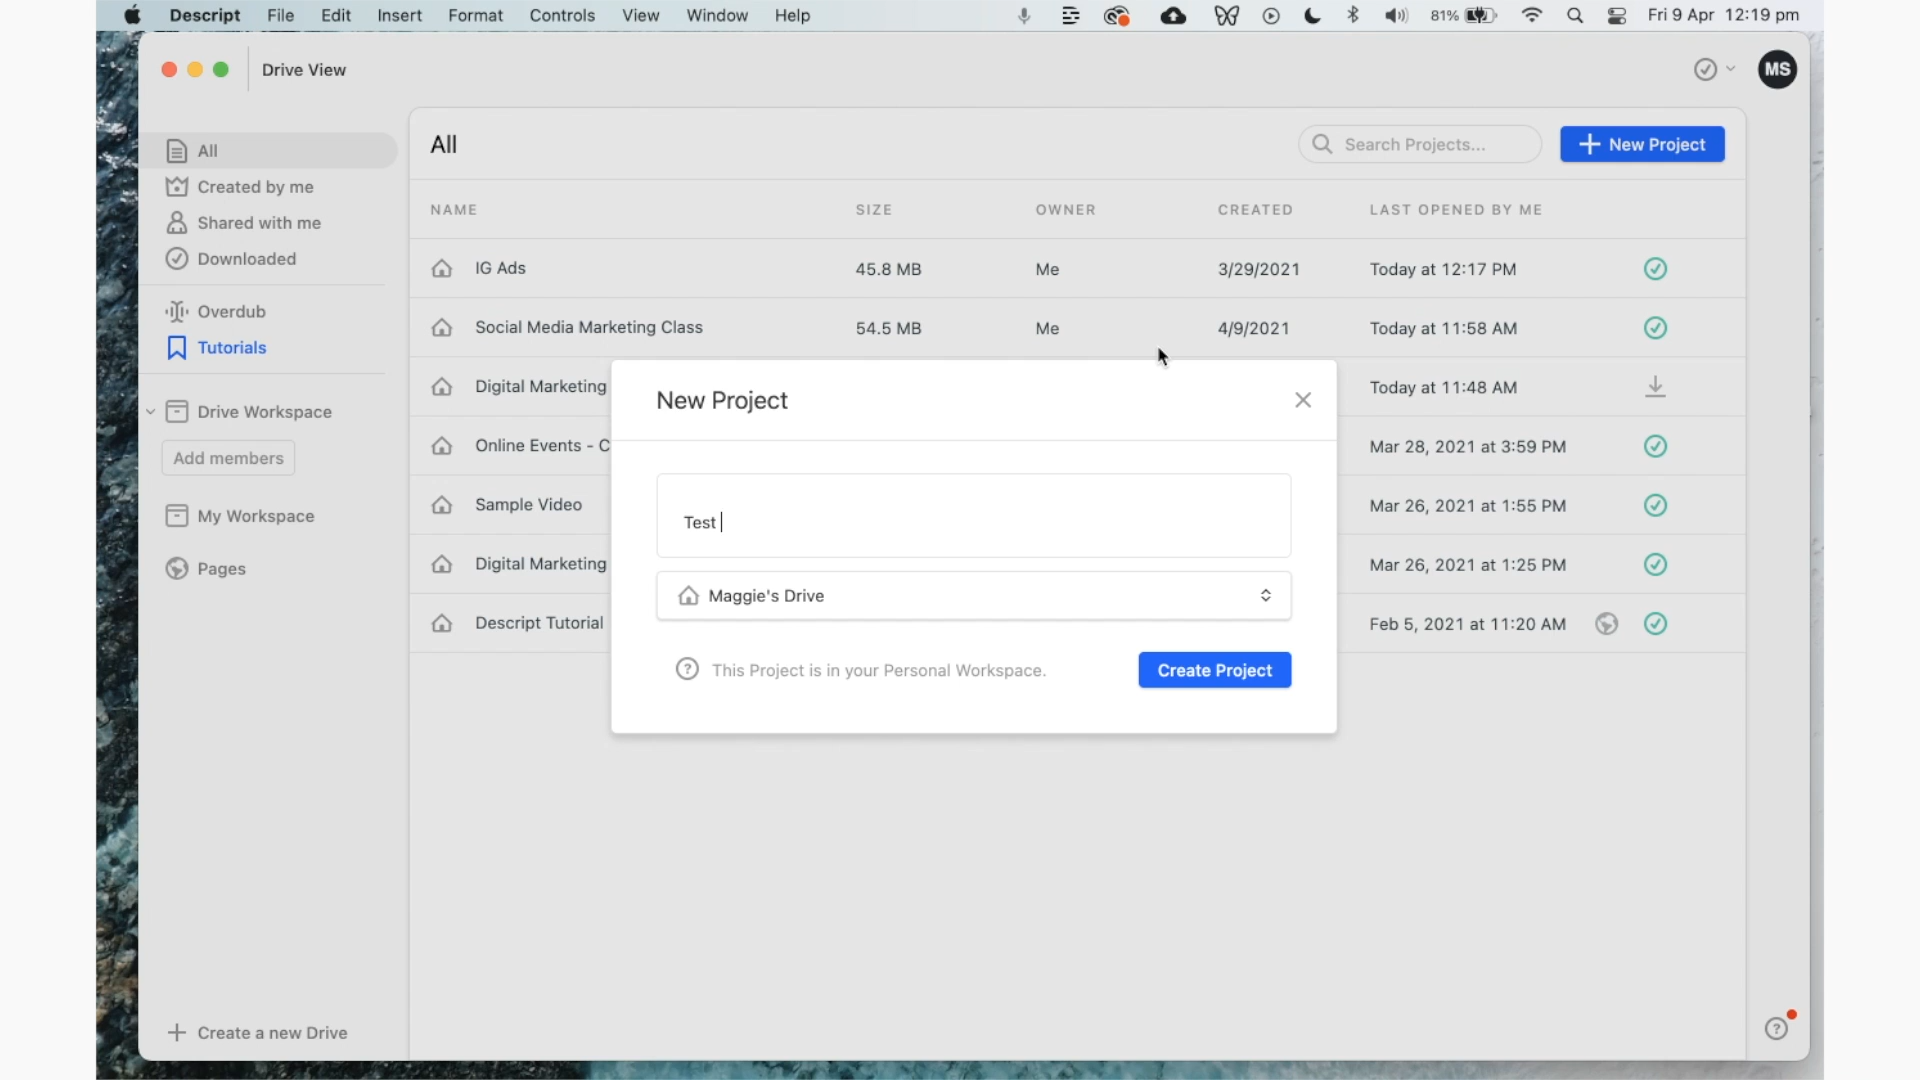 Descript File Edit Insert Format Controls View Window Help 81% Fri 9 Apr 12:19 pm
Drive View MS
All
Created by me
Shared with me
Downloaded
Overdub
Tutorials
Drive Workspace
Add members
My Workspace
Pages
Create a new Drive
All Search Projects... New Project
NAME SIZE OWNER CREATED LAST OPENED BY ME
IG Ads 45.8 MB Me 3/29/2021 Today at 12:17 PM
Social Media Marketing Class 54.5 MB Me 4/9/2021 Today at 11:58 AM
Digital Marketing Today at 11:48 AM
Online Events - C Mar 28, 2021 at 3:59 PM
Sample Video Mar 26, 2021 at 1:55 PM
Digital Marketing Mar 26, 2021 at 1:25 PM
Descript Tutorial Feb 5, 2021 at 11:20 AM
New Project
Test
Maggie's Drive
? This Project is in your Personal Workspace. Create Project
?